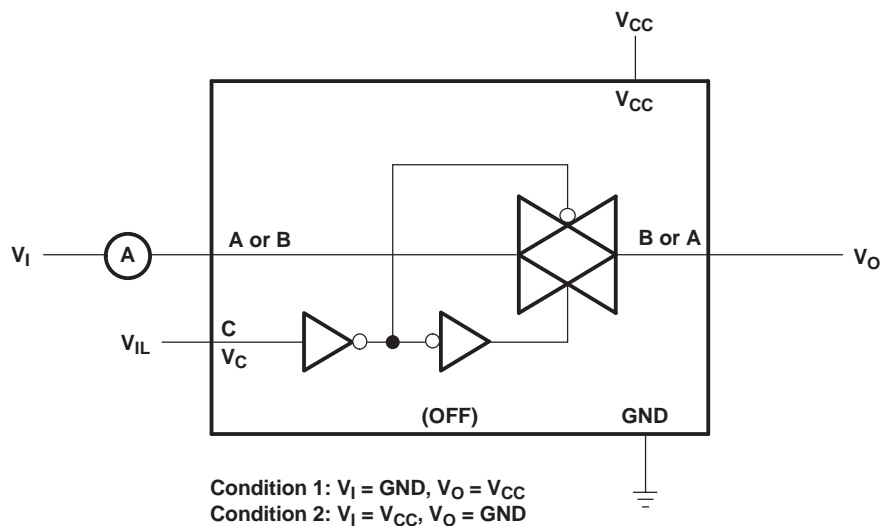 VCC
VCC
VI
A
A or B
B or A
VO
VIL
C
VC
(OFF)
GND
Condition 1: VI = GND, VO = VCC
Condition 2: VI = VCC, VO = GND